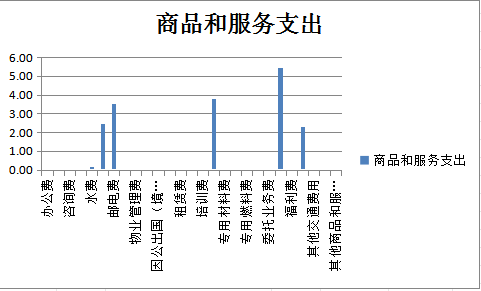 商品和服务支出
6.00
5.00
4.00
3.00
2.00
1.00
0.00
办公费
咨询费
水费
邮电费
物业管理费
因公出国（境…
租赁费
培训费
专用材料费
专用燃料费
委托业务费
福利费
其他交通费用
其他商品和服…
商品和服务支出